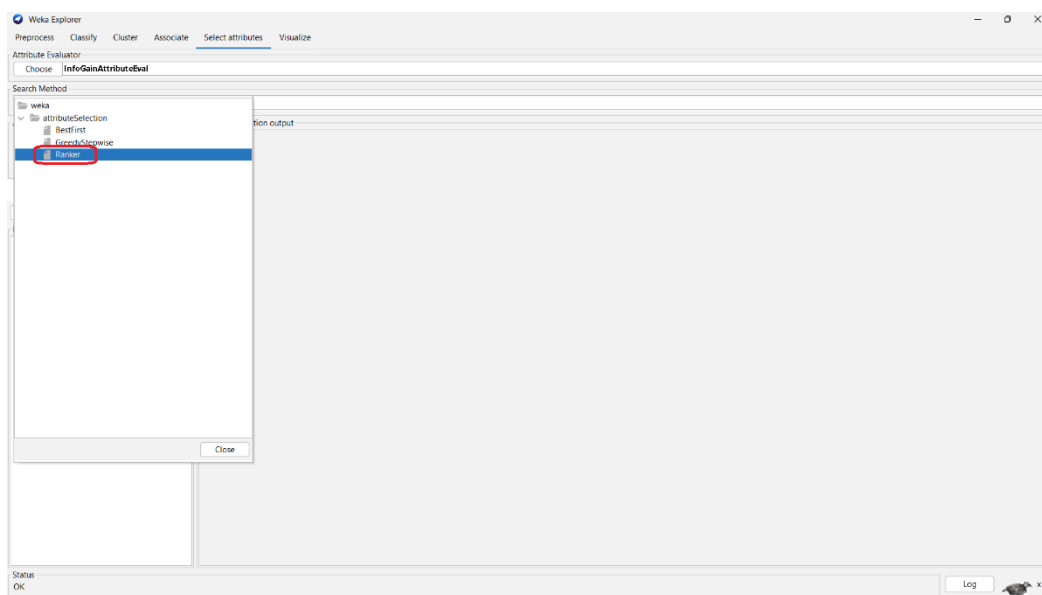 Weka Explorer
Preprocess Classify Cluster Associate Select attributes Visualize
Attribute Evaluator
Choose InfoGainAttributeEval
Search Method
weka
attributeSelection
tion output
BestFirst
GreedyStepwise
Ranker
Close
Status
OK
Log
x